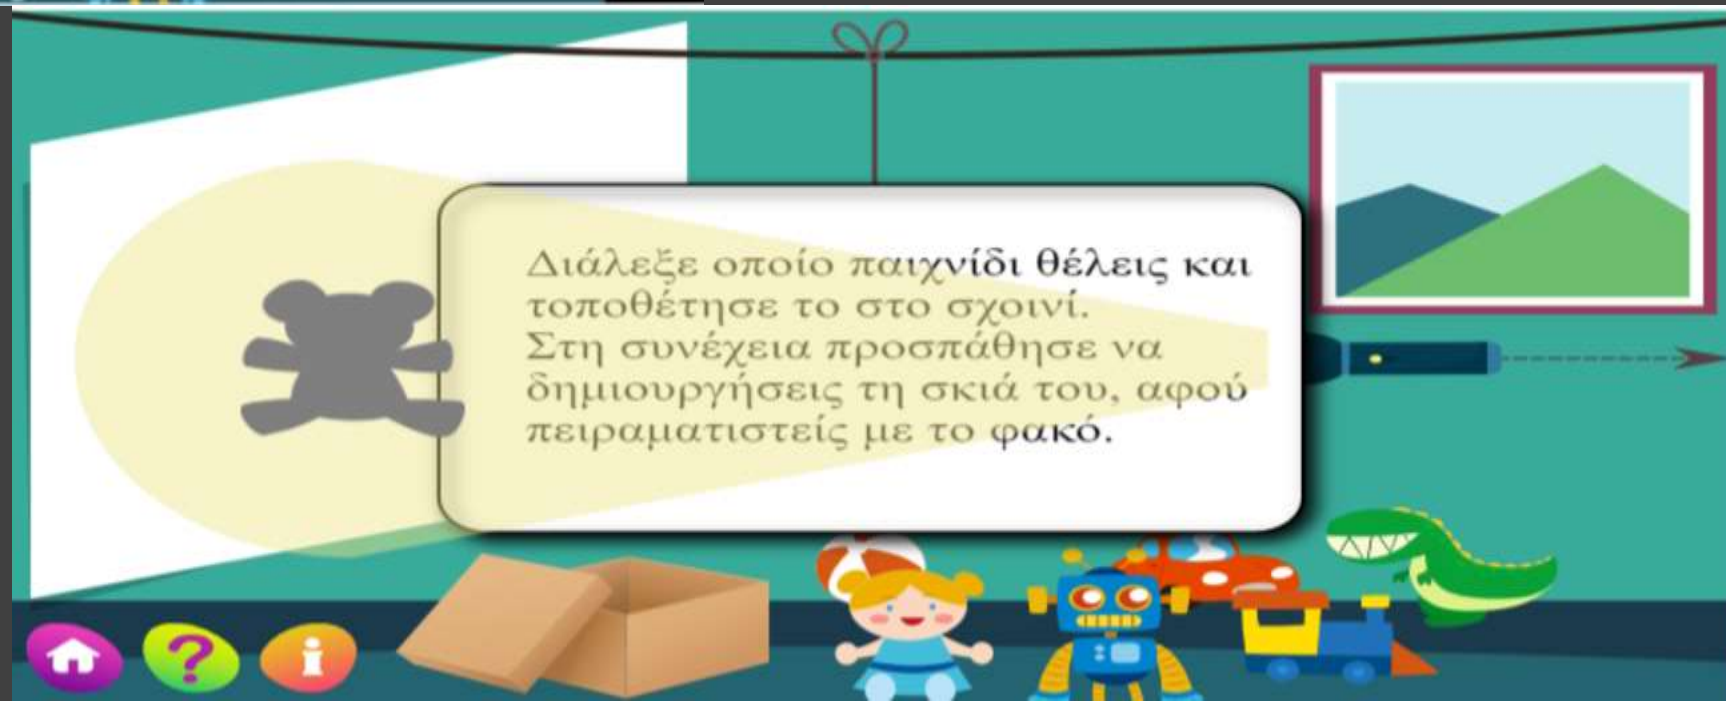 Διάλεξε οποίο παιχνίδι θέλεις και
τοποθέτησε το στο σχοινί.
Στη συνέχεια προσπάθησε να
δημιουργήσεις τη σκιά του, αφού
πειραματιστείς με το φακό.